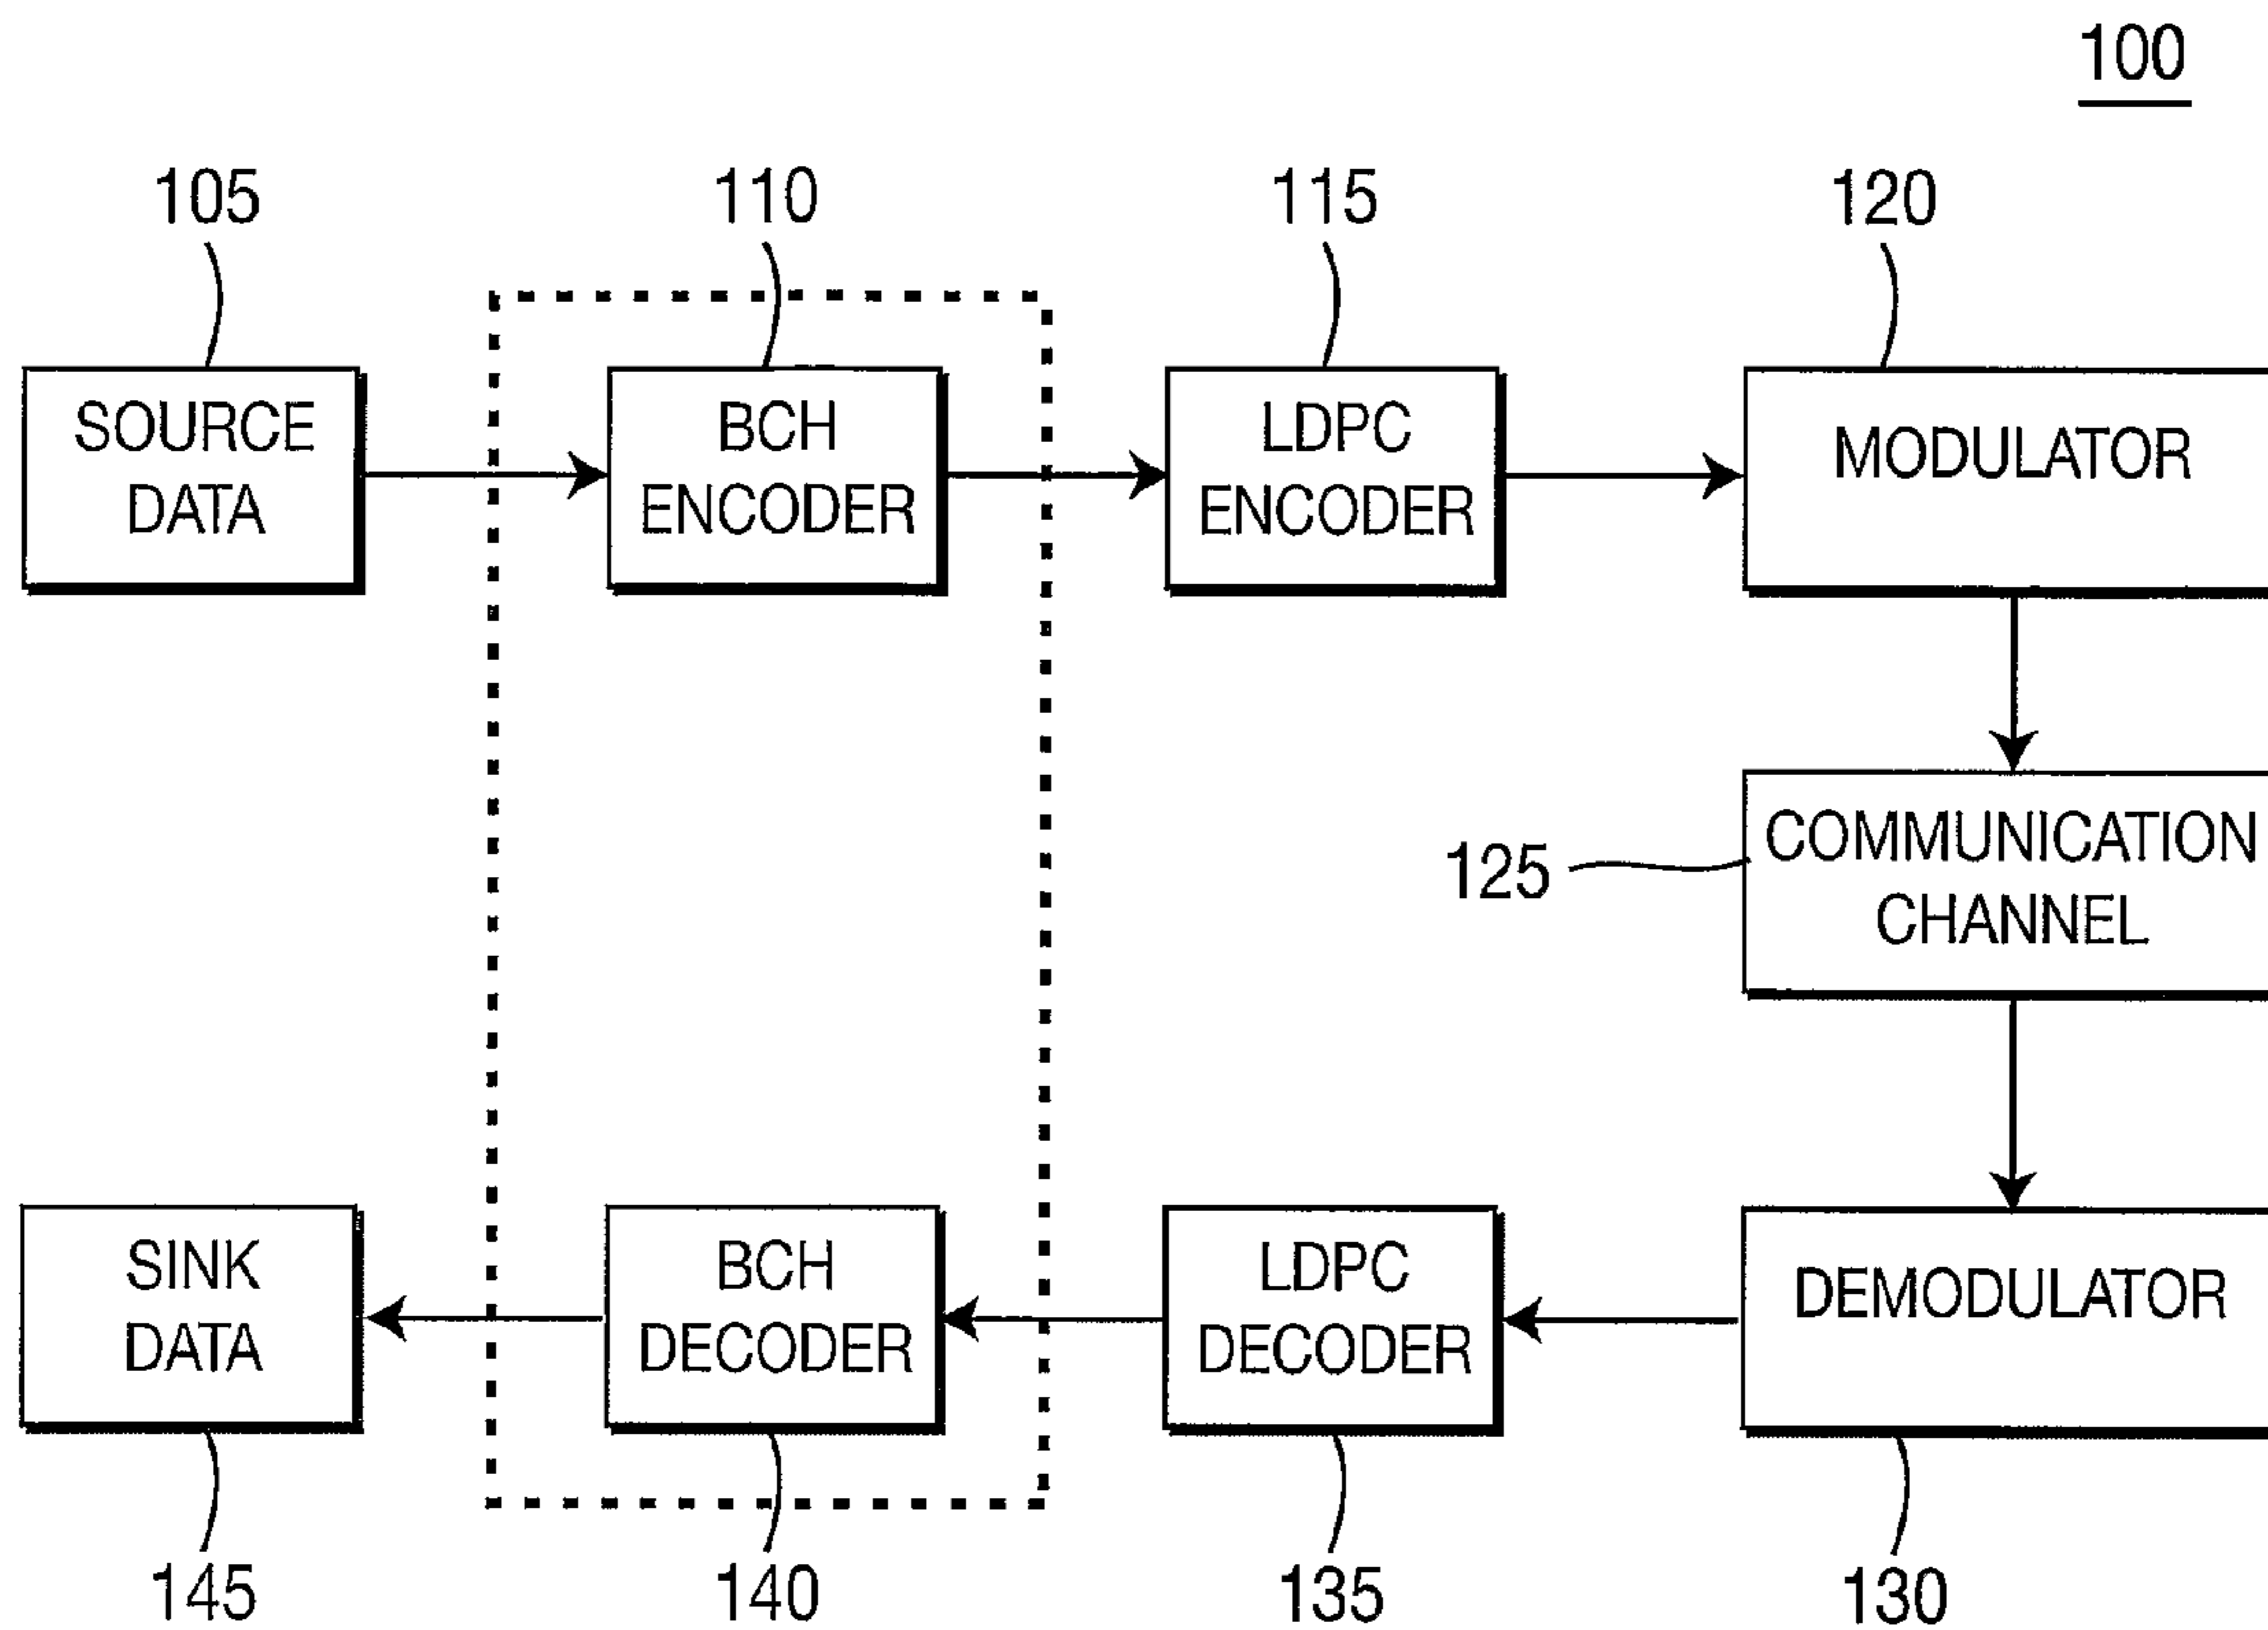 100
105
110
115
120
SOURCE
DATA
BCH
ENCODER
LDPC
ENCODER
MODULATOR
125
COMMUNICATION
CHANNEL
SINK
DATA
BCH
DECODER
LDPC
DECODER
DEMODULATOR
145
140
135
130